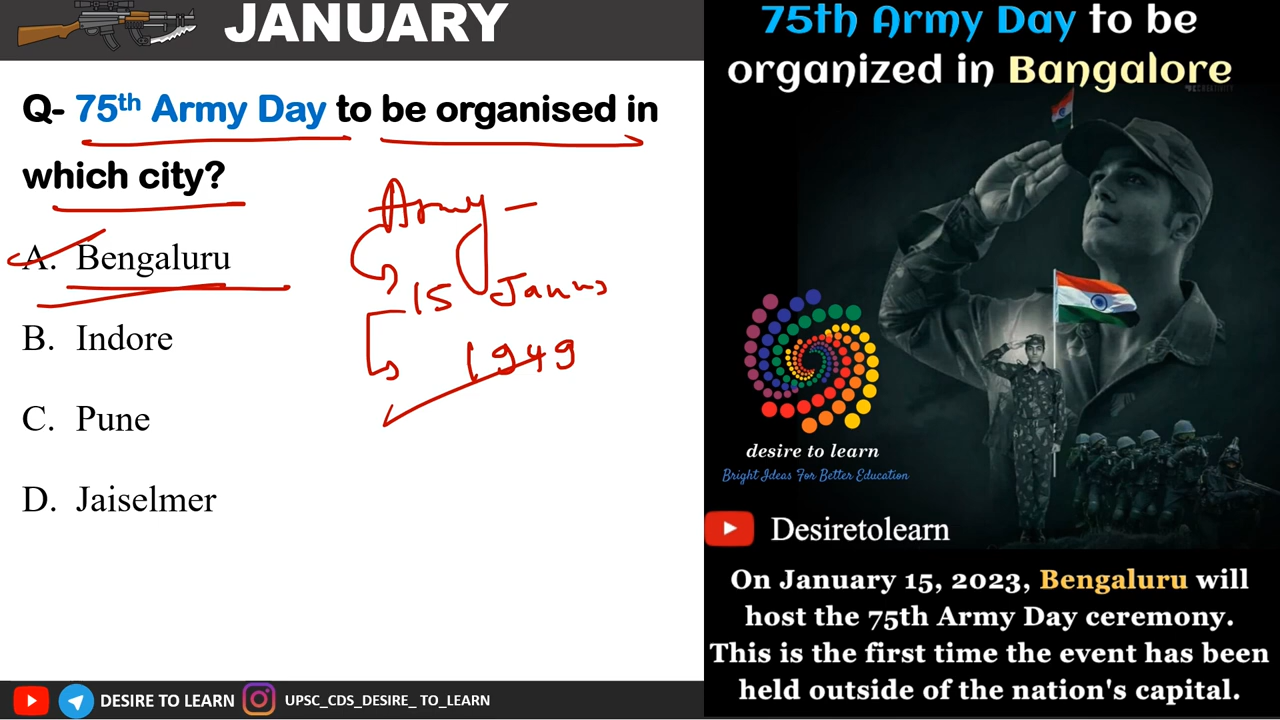 JANUARY
Q- 75th Army Day to be organised in
which city?
A. Bengaluru
B. Indore
C. Pune
D. Jaiselmer
Army -
15
1949
DESIRE TO LEARN
UPSC_CDS_DESIRE_ TO_LEARN
75th Army Day to be
organized in Bangalore
desire to learn
Bright Ideas For Better Education
Desiretolearn
On January 15, 2023, Bengaluru will
host the 75th Army Day ceremony.
This is the first time the event has been
held outside of the nation's capital.